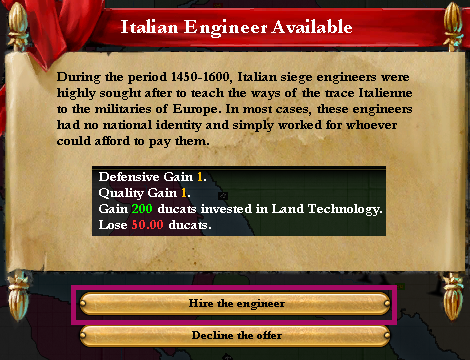 Italian Engineer Available
During the period 1450-1600, Italian siege engineers were
highly sought after to teach the ways of the trace Italienne
to the militaries of Europe. In most cases, these engineers
had no national identity and simply worked for whoever
could afford to pay them.
Defensive Gain 1.
Quality Gain 1.
Gain 200 ducats invested in Land Technology.
Lose 50.00 ducats.
Hire the engineer
Decline the offer